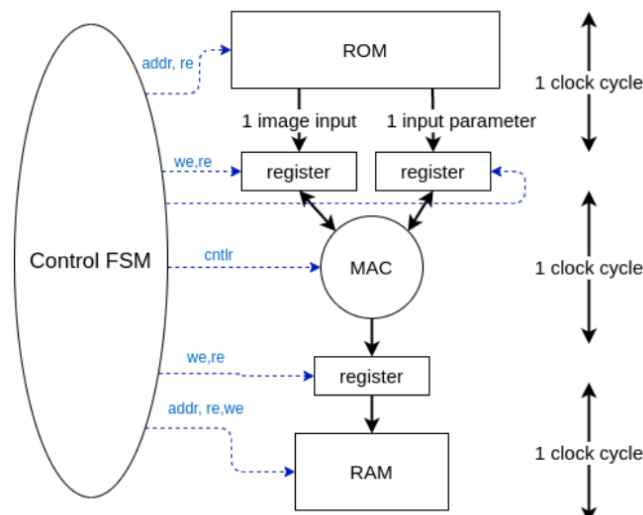 ROM
addr, re
1 clock cycle
1 image input
1 input parameter
we,re
register
register
Control FSM
cntlr
MAC
1 clock cycle
we,re
register
addr, re,we
RAM
1 clock cycle